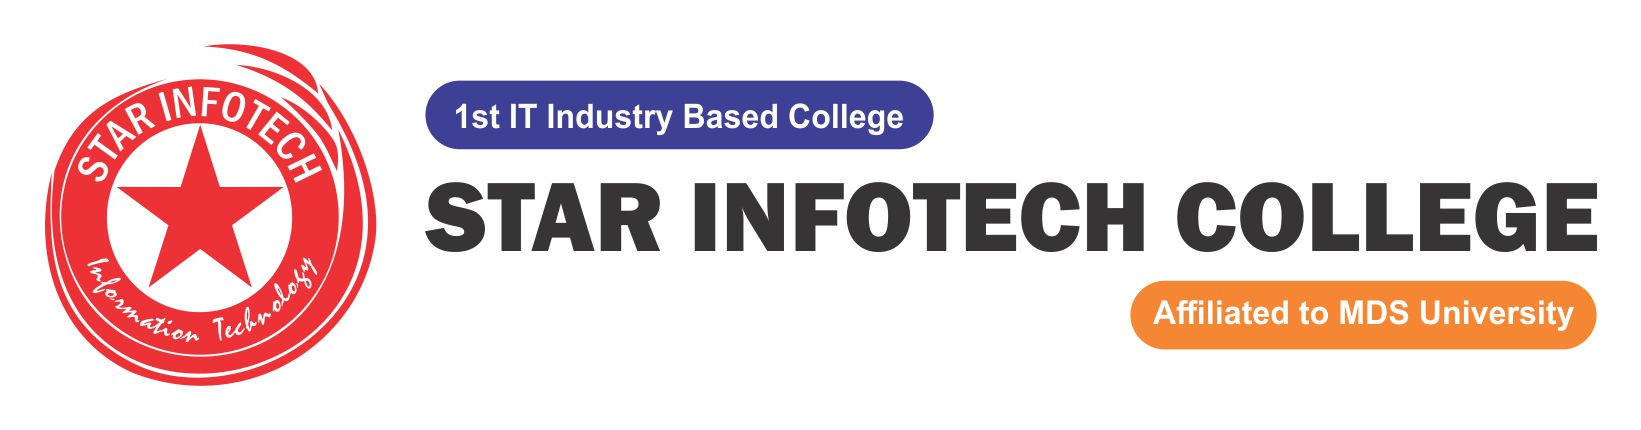 STAR INFOTECH
Information Technology
1st IT Industry Based College
STAR INFOTECH COLLEGE
Affiliated to MDS University